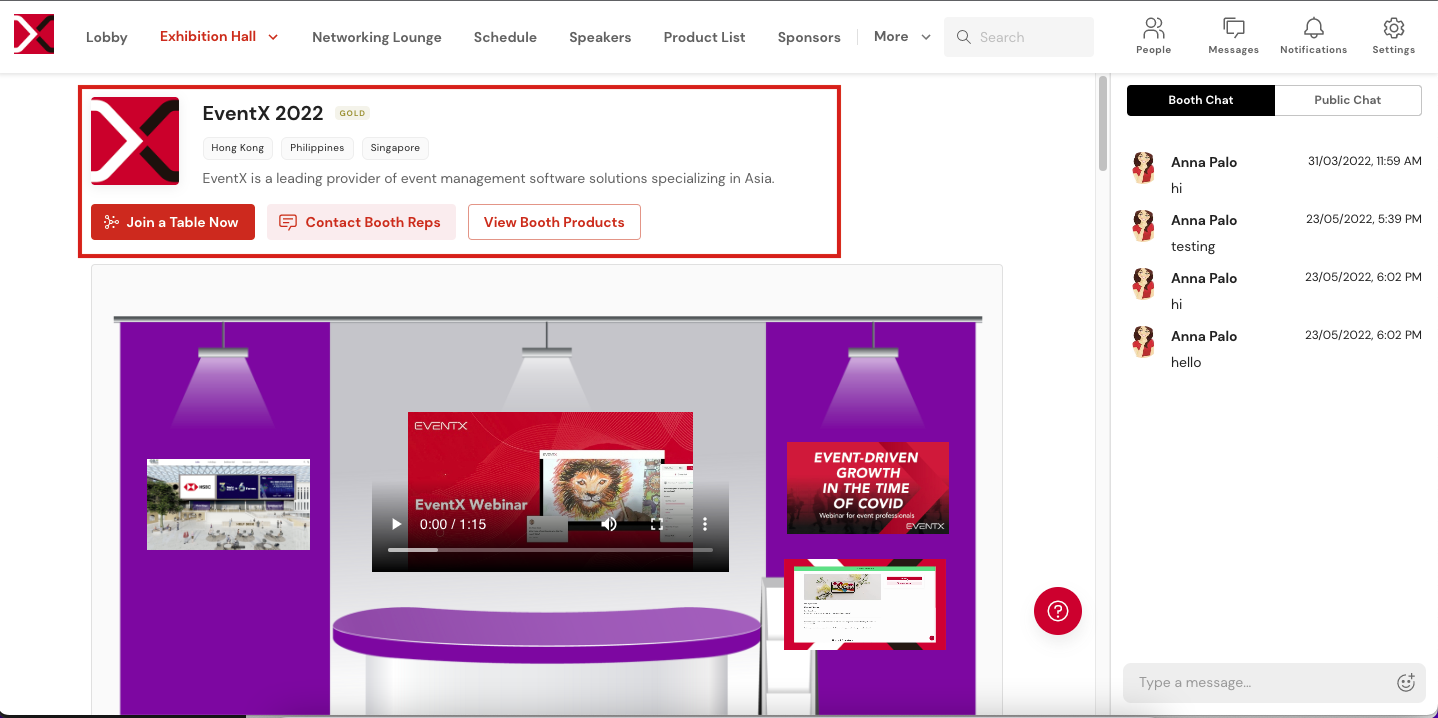 Lobby
Exhibition Hall
Networking Lounge
Schedule
Speakers
Product List
Sponsors
More
Search
People
Messages
Notifications
Settings
EventX 2022 GOLD
Hong Kong Philippines Singapore
EventX is a leading provider of event management software solutions specializing in Asia.
Join a Table Now
Contact Booth Reps
View Booth Products
EVENTX
EventX Webinar
0:00 / 1:15
HSBC
EVENT-DRIVEN
GROWTH
IN THE TIME
OF COVID
Webinar for event professionals
EVENTX
Booth Chat
Public Chat
Anna Palo 31/03/2022, 11:59 AM
hi
Anna Palo 23/05/2022, 5:39 PM
testing
Anna Palo 23/05/2022, 6:02 PM
hi
Anna Palo 23/05/2022, 6:02 PM
hello
Type a message...